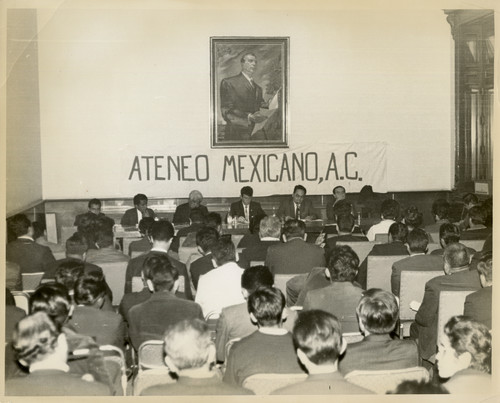 ATENEO MEXICANO, A.C.